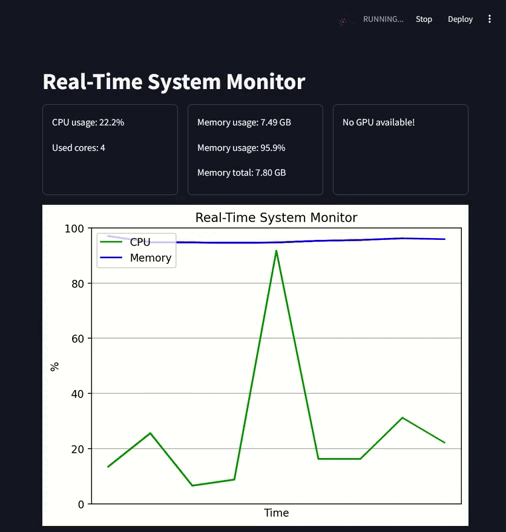 RUNNING...
Stop
Deploy
Real-Time System Monitor
CPU usage: 22.2%
Used cores: 4
Memory usage: 7.49 GB
Memory usage: 95.9%
Memory total: 7.80 GB
No GPU available!
Real-Time System Monitor
CPU
Memory
100
80
60
40
20
0
%
Time